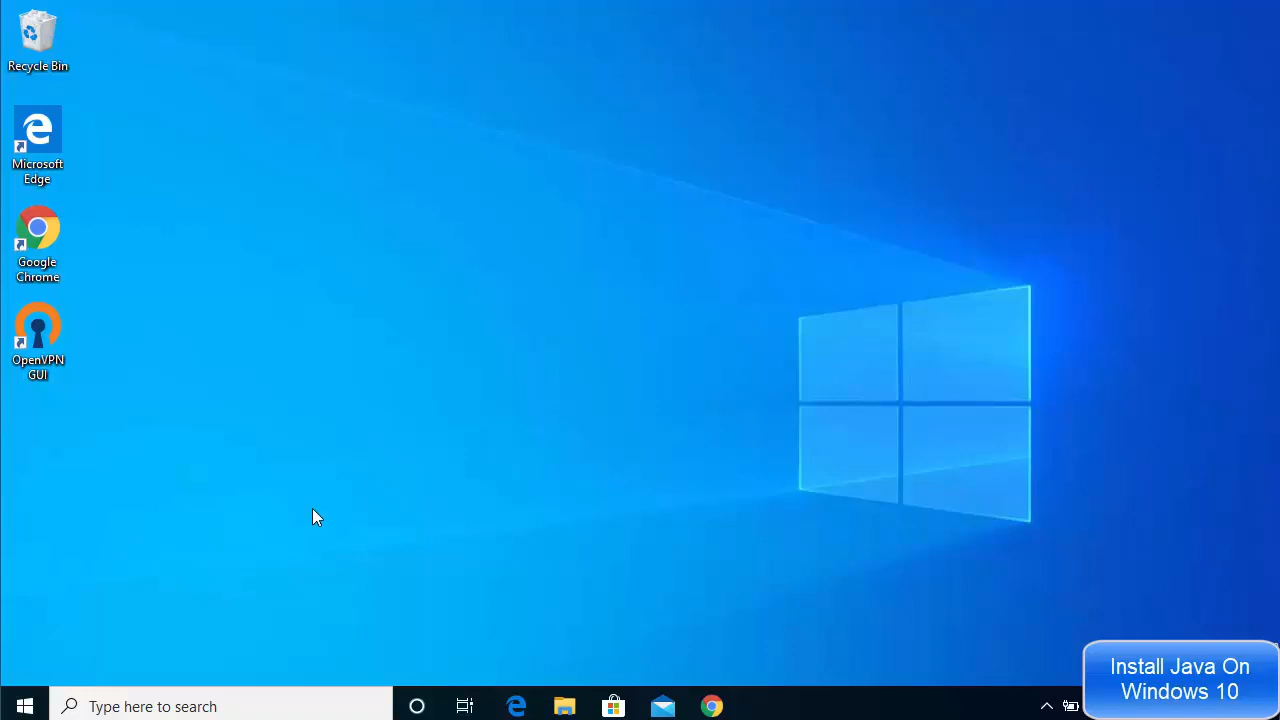 Recycle Bin
Microsoft
Edge
Google
Chrome
OpenVPN
GUI
Type here to search
Install Java On
Windows 10